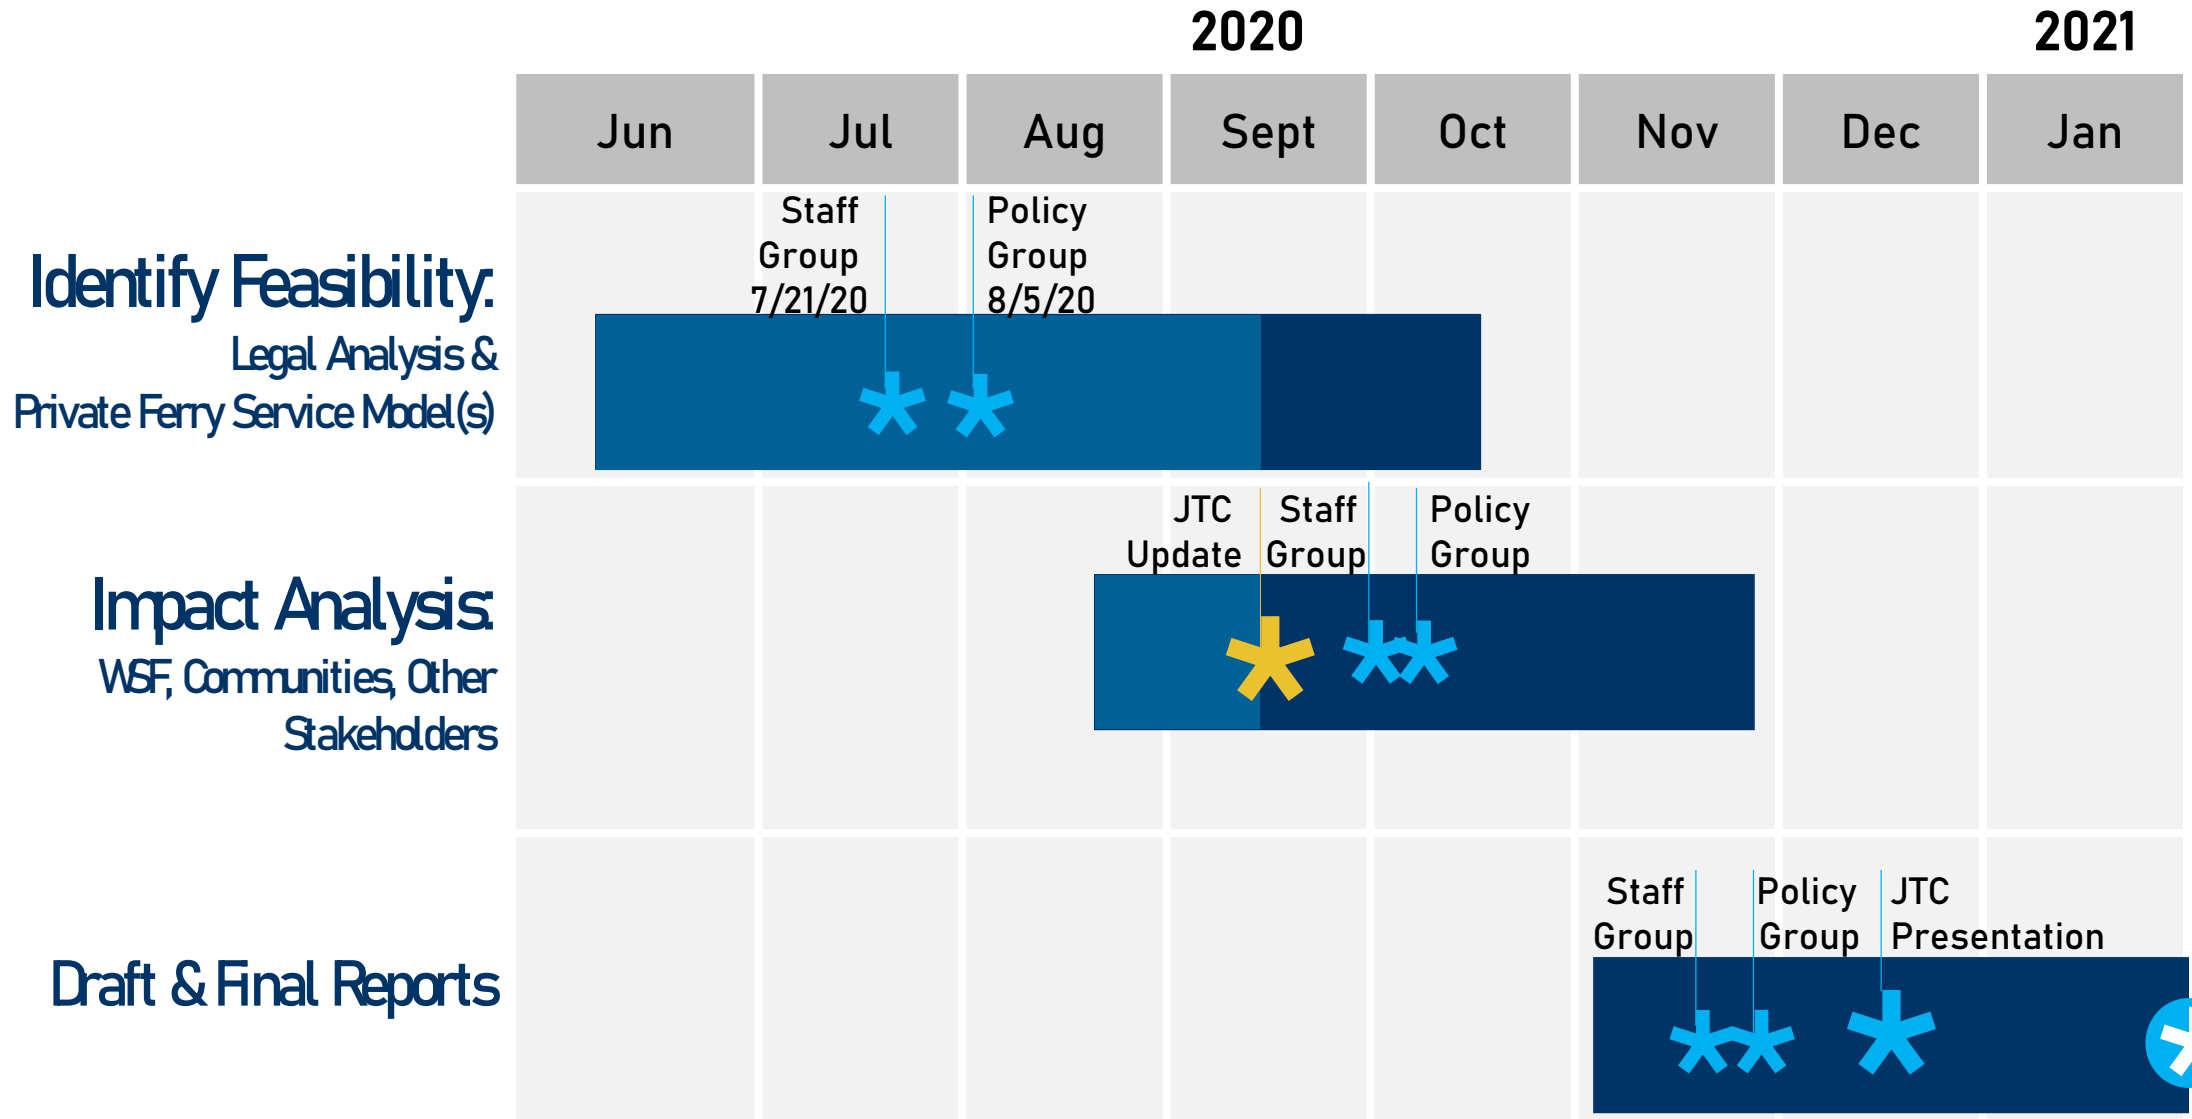 2020
2021
Jun
Jul
Aug
Sept
Oct
Nov
Dec
Jan
Identify Feasibility:
Legal Analysis &
Private Ferry Service Model(s)
Staff
Group
7/21/20
Policy
Group
8/5/20
Impact Analysis:
WSF, Communities, Other
Stakeholders
JTC
Update
Staff
Group
Policy
Group
Draft & Final Reports
Staff
Group
Policy
Group
JTC
Presentation